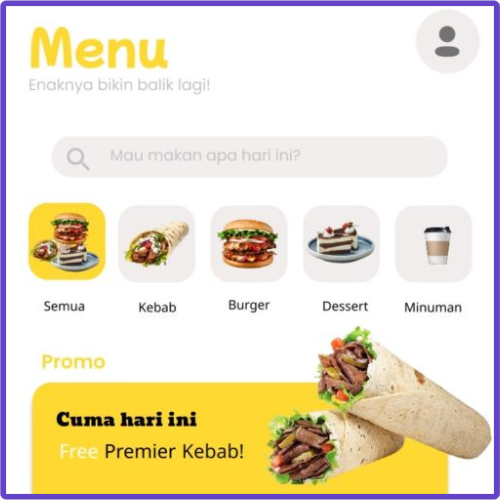 Menu
Enaknya bikin balik lagi!
Mau makan apa hari ini?
Semua
Kebab
Burger
Dessert
Minuman
Promo
Cuma hari ini
Free Premier Kebab!